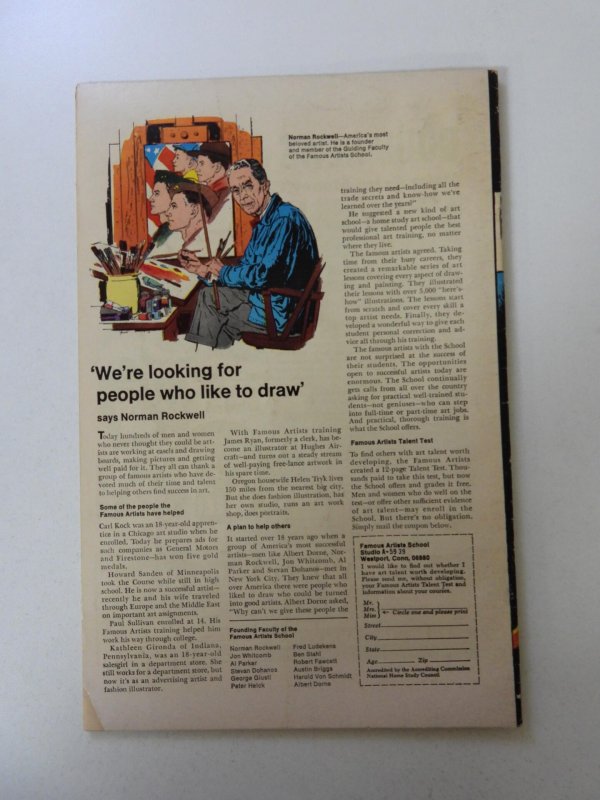 Norman Rockwell—America's most
beloved artist. He is a founder
and member of the Guiding Faculty
of the Famous Artists School.
'We're looking for
people who like to draw'
says Norman Rockwell
Today hundreds of men and women
who never thought they could be art-
ists are working at easels and drawing
boards, making pictures and getting
well paid for it. They all can thank a
group of famous artists who have de-
voted much of their time and talent
to helping others find success in art.
Some of the people the
Famous Artists have helped
Carl Kock was an 18-year-old appren-
tice in a Chicago art studio when he
enrolled. Today he prepares ads for
such companies as General Motors
and Firestone—has won five gold
medals.
Howard Sanden of Minneapolis
took the Course while still in high
school. He is now a successful artist—
recently he and his wife traveled
through Europe and the Middle East
on important art assignments.
Paul Sullivan enrolled at 14. His
Famous Artists training helped him
work his way through college.
Kathleen Gironda of Indiana,
Pennsylvania, was an 18-year-old
salesgirl in a department store. She
still works for a department store, but
now it's as an advertising artist and
fashion illustrator.
With Famous Artists training
James Ryan, formerly a clerk, has be-
come an illustrator at Hughes Air-
craft—and turns out a steady stream
of well-paying free-lance artwork in
his spare time.
Oregon housewife Helen Tryk lives
150 miles from the nearest big city.
But she does fashion illustration, has
her own studio, runs an art work
shop, does portraits.
A plan to help others
It started over 18 years ago when a
group of America's most successful
artists—men like Albert Dorne, Nor-
man Rockwell, Jon Whitcomb, Al
Parker and Stevan Dohanos—met in
New York City. They knew that all
over America there were people who
liked to draw who could be turned
into good artists. Albert Dorne asked,
"Why can't we give these people the
Founding Faculty of the
Famous Artists School
Norman Rockwell
Jon Whitcomb
Al Parker
Stevan Dohanos
George Giusti
Peter Helck
Fred Ludekens
Ben Stahl
Robert Fawcett
Austin Briggs
Harold Von Schmidt
Albert Dorne
training they need—including all the
trade secrets and know-how we've
learned over the years?"
He suggested a new kind of art
school—a home study art school—that
would give talented people the best
professional art training, no matter
where they live.
The famous artists agreed. Taking
time from their busy careers, they
created a remarkable series of art
lessons covering every aspect of draw-
ing and painting. They illustrated
their lessons with over 5,000 "here's-
how" illustrations. The lessons start
from scratch and cover every skill a
top artist needs. Finally, they de-
veloped a wonderful way to give each
student personal correction and ad-
vice all through his training.
The famous artists with the School
are not surprised at the success of
their students. The opportunities
open to successful artists today are
enormous. The School continually
gets calls from all over the country
asking for practical well-trained stu-
dents—not geniuses—who can step
into full-time or part-time art jobs.
And practical, thorough training is
what the School offers.
Famous Artists Talent Test
To find others with art talent worth
developing, the Famous Artists
created a 12-page Talent Test. Thou-
sands paid to take this test, but now
the School offers and grades it free.
Men and women who do well on the
test—or offer other sufficient evidence
of art talent—may enroll in the
School. But there's no obligation.
Simply mail the coupon below.
Famous Artists School
Studio A-5939
Westport, Conn. 06880
I would like to find out whether I
have art talent worth developing.
Please send me, without obligation,
your Famous Artists Talent Test and
information about your courses.
Mr.
Mrs. ← Circle one and please print
Miss
Street
City
State
Age Zip
Accredited by the Accrediting Commission
National Home Study Council